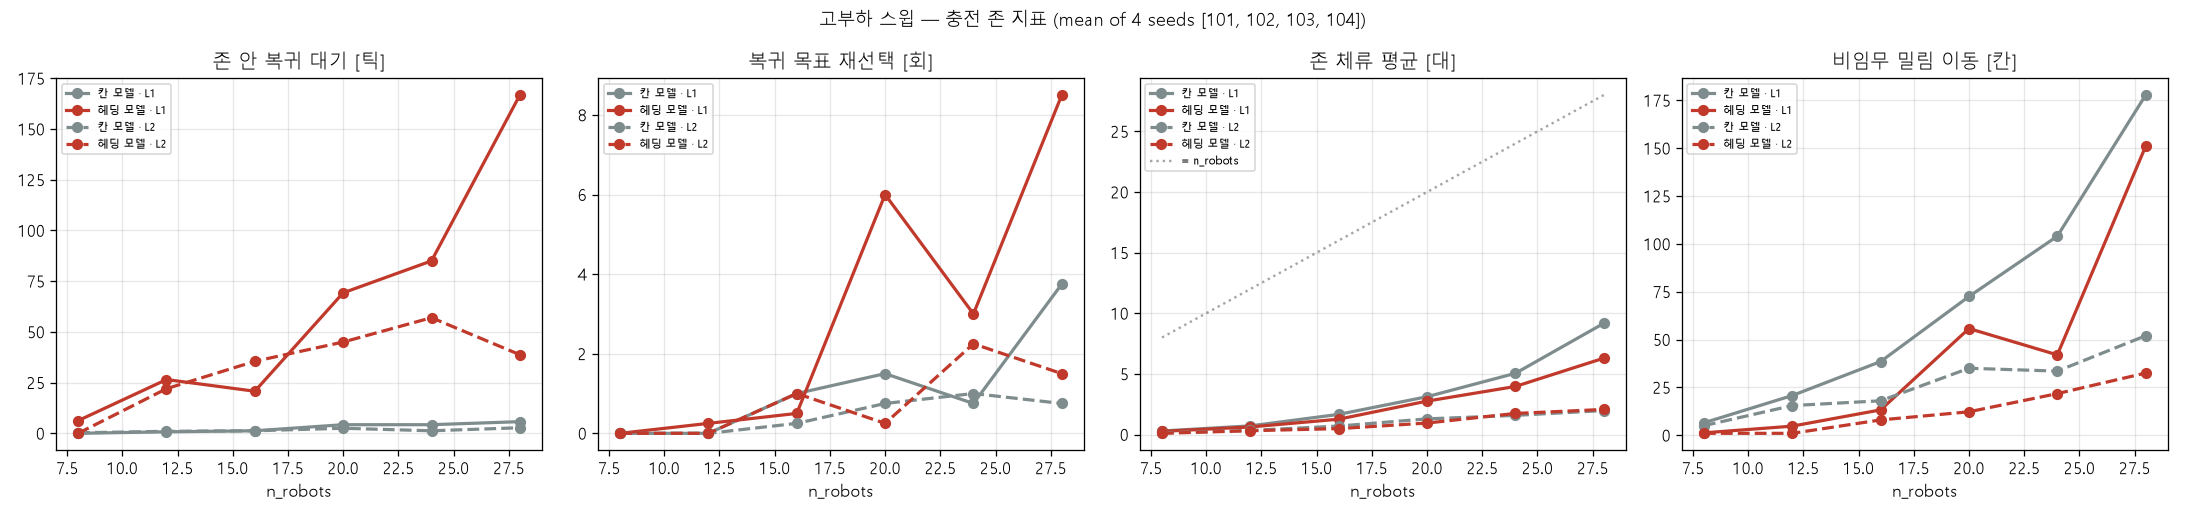 고부하 스윕 — 충전 존 지표 (mean of 4 seeds [101, 102, 103, 104])
존 안 복귀 대기 [틱]
칸 모델 · L1
헤딩 모델 · L1
칸 모델 · L2
헤딩 모델 · L2
175
150
125
100
75
50
25
0
7.5 10.0 12.5 15.0 17.5 20.0 22.5 25.0 27.5
n_robots
복귀 목표 재선택 [회]
칸 모델 · L1
헤딩 모델 · L1
칸 모델 · L2
헤딩 모델 · L2
8
6
4
2
0
7.5 10.0 12.5 15.0 17.5 20.0 22.5 25.0 27.5
n_robots
존 체류 평균 [대]
칸 모델 · L1
헤딩 모델 · L1
칸 모델 · L2
헤딩 모델 · L2
= n_robots
25
20
15
10
5
0
7.5 10.0 12.5 15.0 17.5 20.0 22.5 25.0 27.5
n_robots
비임무 밀림 이동 [칸]
칸 모델 · L1
헤딩 모델 · L1
칸 모델 · L2
헤딩 모델 · L2
175
150
125
100
75
50
25
0
7.5 10.0 12.5 15.0 17.5 20.0 22.5 25.0 27.5
n_robots